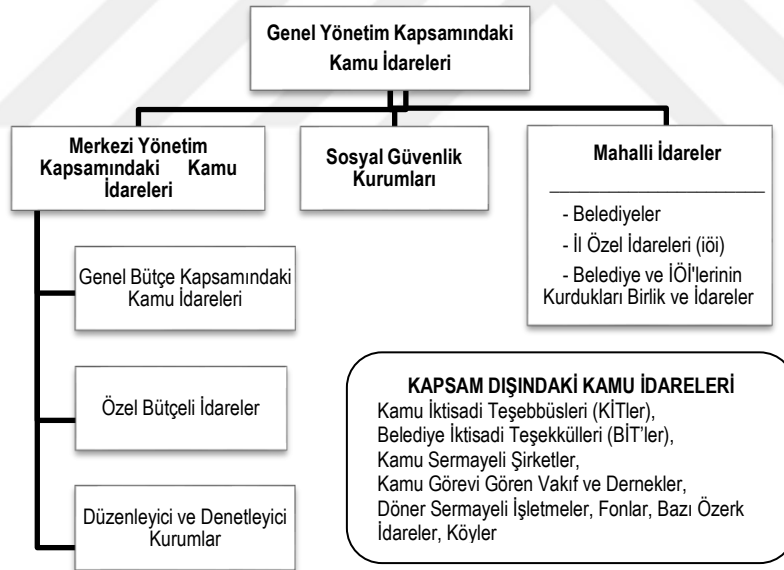 Genel Yönetim Kapsamındaki
Kamu İdareleri
Merkezi Yönetim
Kapsamındaki Kamu
İdareleri
Sosyal Güvenlik
Kurumları
Mahalli İdareler
- Belediyeler
- İl Özel İdareleri (iöi)
- Belediye ve İÖİ'lerinin
Kurdukları Birlik ve İdareler
Genel Bütçe Kapsamındaki
Kamu İdareleri
Özel Bütçeli İdareler
Düzenleyici ve Denetleyici
Kurumlar
KAPSAM DIŞINDAKİ KAMU İDARELERİ
Kamu İktisadi Teşebbüsleri (KİTler),
Belediye İktisadi Teşekkülleri (BİT’ler),
Kamu Sermayeli Şirketler,
Kamu Görevi Gören Vakıf ve Dernekler,
Döner Sermayeli İşletmeler, Fonlar, Bazı Özerk
İdareler, Köyler